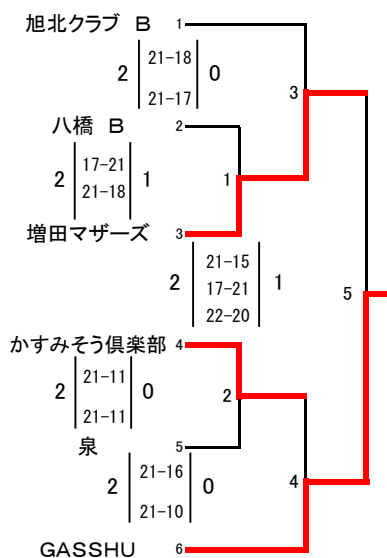 旭北クラブ B 1
2 21-18 0
21-17
3
八橋 B 2
17-21
2 21-18 1
1
増田マザーズ 3
21-15
2 17-21 1
22-20
5
かすみそう倶楽部 4
2 21-11 0
21-11
2
泉 5
21-16
2 0
21-10
4
GASSHU 6